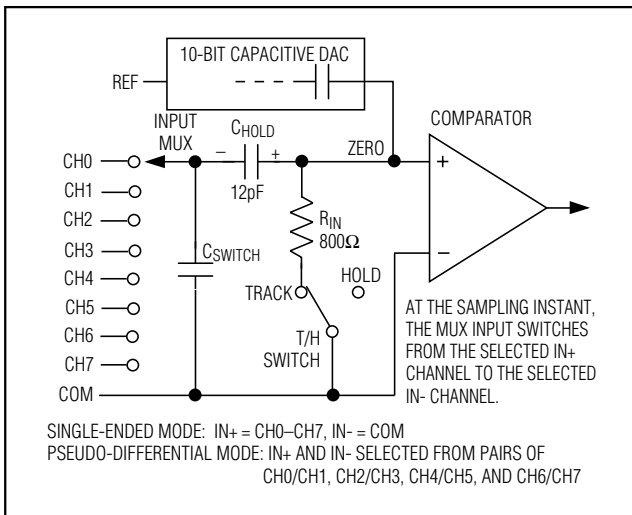 10-BIT CAPACITIVE DAC
REF
COMPARATOR
INPUT
MUX
CHOLD
– +
ZERO
12pF
CH0
CH1
CH2
CH3
CH4
CH5
CH6
CH7
COM
CSWITCH
RIN
800Ω
HOLD
TRACK
T/H
SWITCH
+
–
AT THE SAMPLING INSTANT,
THE MUX INPUT SWITCHES
FROM THE SELECTED IN+
CHANNEL TO THE SELECTED
IN- CHANNEL.
SINGLE-ENDED MODE: IN+ = CH0–CH7, IN- = COM
PSEUDO-DIFFERENTIAL MODE: IN+ AND IN- SELECTED FROM PAIRS OF
CH0/CH1, CH2/CH3, CH4/CH5, AND CH6/CH7